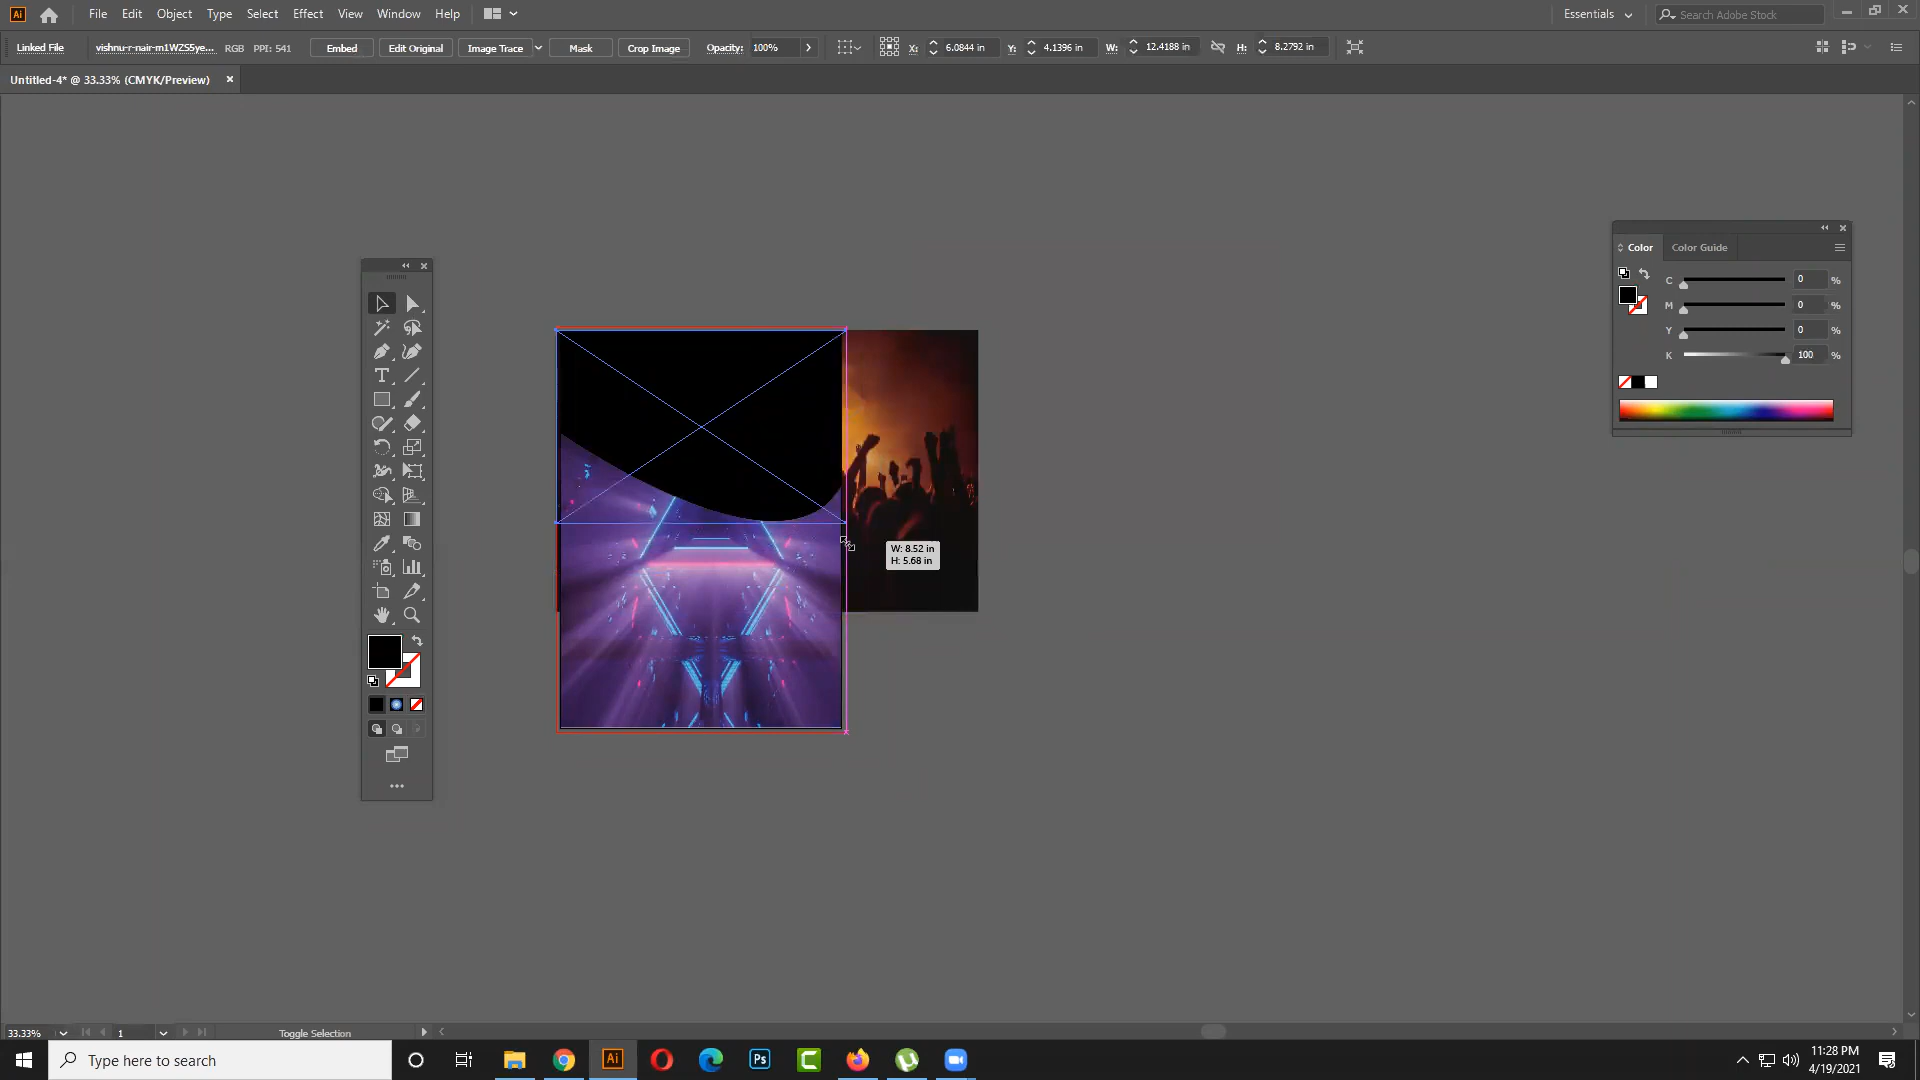 Ai File Edit Object Type Select Effect View Window Help Essentials Search Adobe Stock
Linked File vishnu-r-nair-m1WZS5ye... RGB PPI: 541 Embed Edit Original Image Trace Mask Crop Image Opacity: 100% X: 6.0844 in Y: 4.1396 in W: 12.4188 in H: 8.2792 in
Untitled-4* @ 33.33% (CMYK/Preview)
Color Color Guide
C 0 %
M 0 %
Y 0 %
K 100 %
W: 8.52 in
H: 5.68 in
33.33% 1 Toggle Selection
Type here to search Ai Ps 11:28 PM
4/19/2021